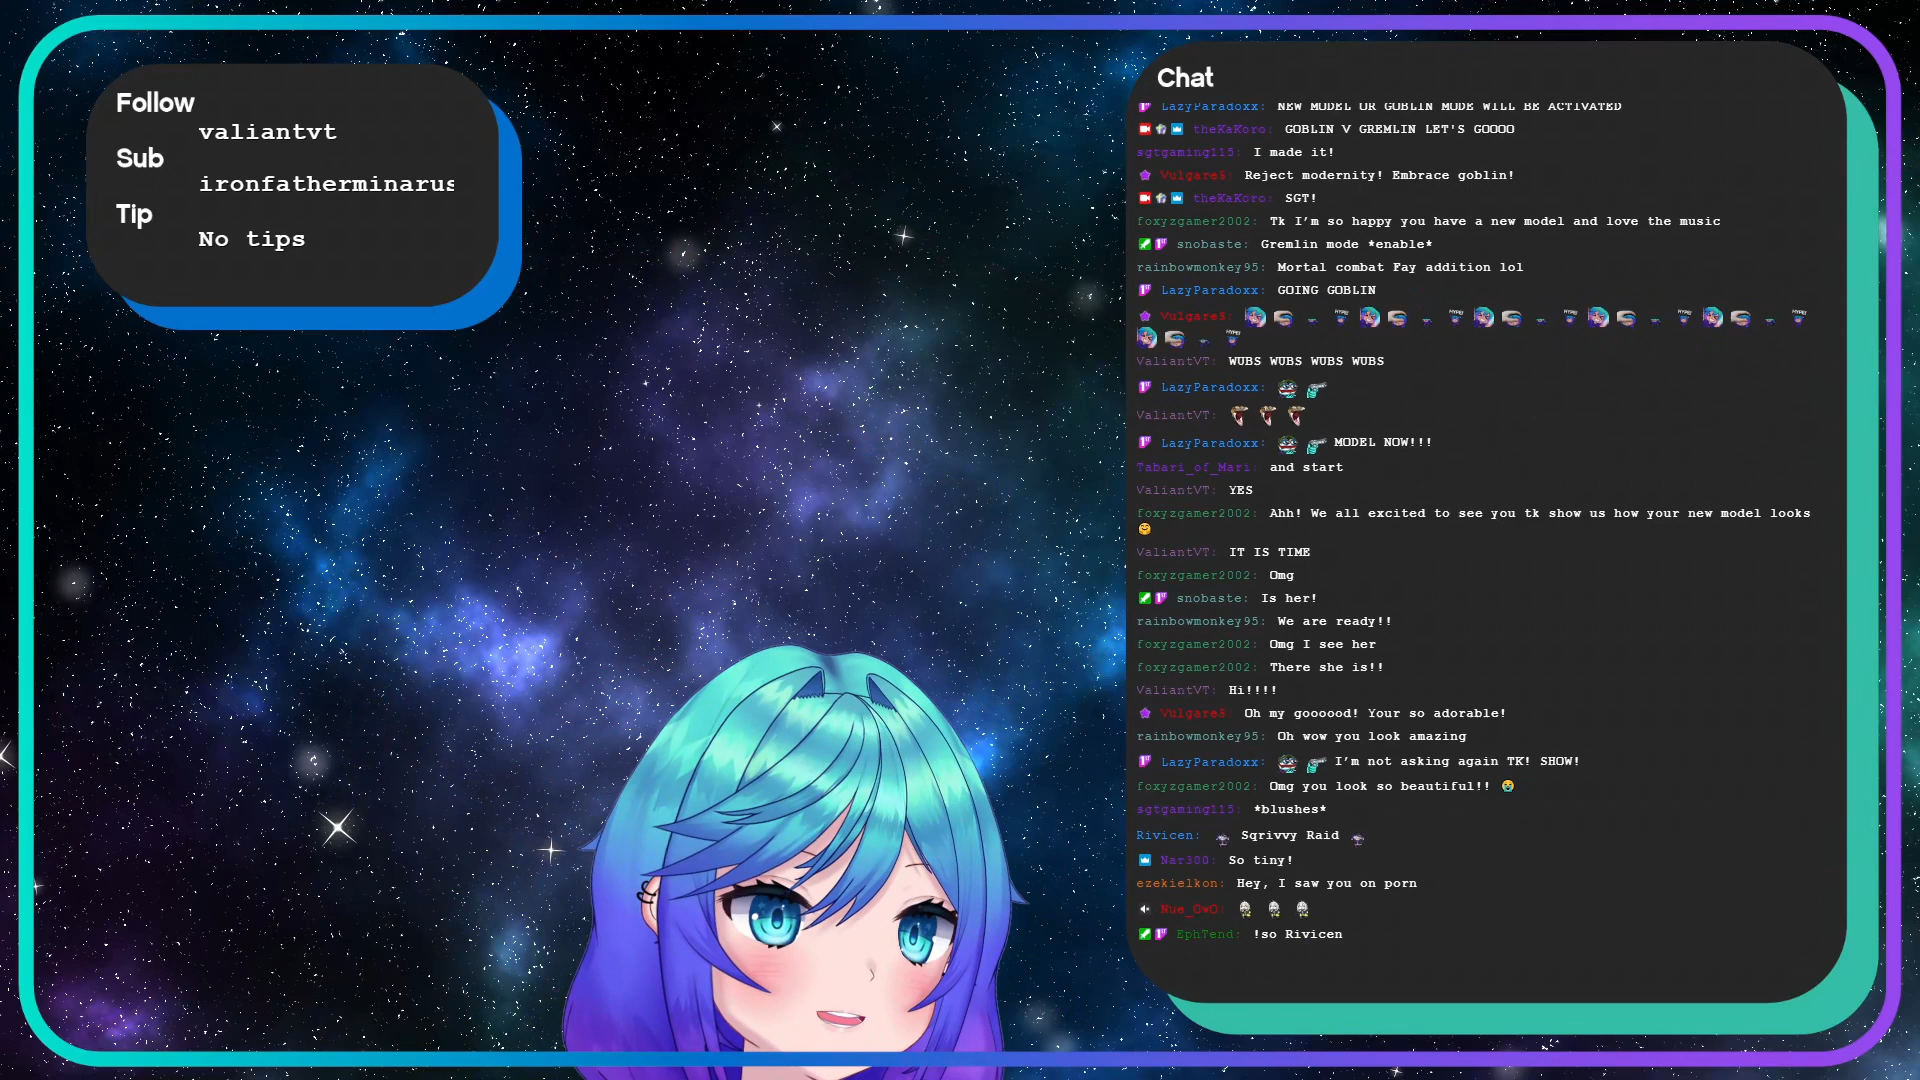 Follow
valiantvt
Sub
ironfatherminarus
Tip
No tips
Chat
LazyParadoxx: NEW MODEL OR GOBLIN MODE WILL BE ACTIVATED
theKaKoro: GOBLIN V GREMLIN LET'S GOOOO
sgtgaming115: I made it!
VulgareS: Reject modernity! Embrace goblin!
theKaKoro: SGT!
foxyzgamer2002: Tk I’m so happy you have a new model and love the music
snobaste: Gremlin mode *enable*
rainbowmonkey95: Mortal combat Fay addition lol
LazyParadoxx: GOING GOBLIN
VulgareS:
ValiantVT: WUBS WUBS WUBS WUBS
LazyParadoxx:
ValiantVT:
LazyParadoxx: MODEL NOW!!!
Tabari_of_Mari: and start
ValiantVT: YES
foxyzgamer2002: Ahh! We all excited to see you tk show us how your new model looks
ValiantVT: IT IS TIME
foxyzgamer2002: Omg
snobaste: Is her!
rainbowmonkey95: We are ready!!
foxyzgamer2002: Omg I see her
foxyzgamer2002: There she is!!
ValiantVT: Hi!!!!
VulgareS: Oh my goooood! Your so adorable!
rainbowmonkey95: Oh wow you look amazing
LazyParadoxx: I’m not asking again TK! SHOW!
foxyzgamer2002: Omg you look so beautiful!! 😭
sgtgaming115: *blushes*
Rivicen: Sqrivvy Raid
Nar300: So tiny!
ezekielkon: Hey, I saw you on porn
Nue_OwO:
EphTend: !so Rivicen